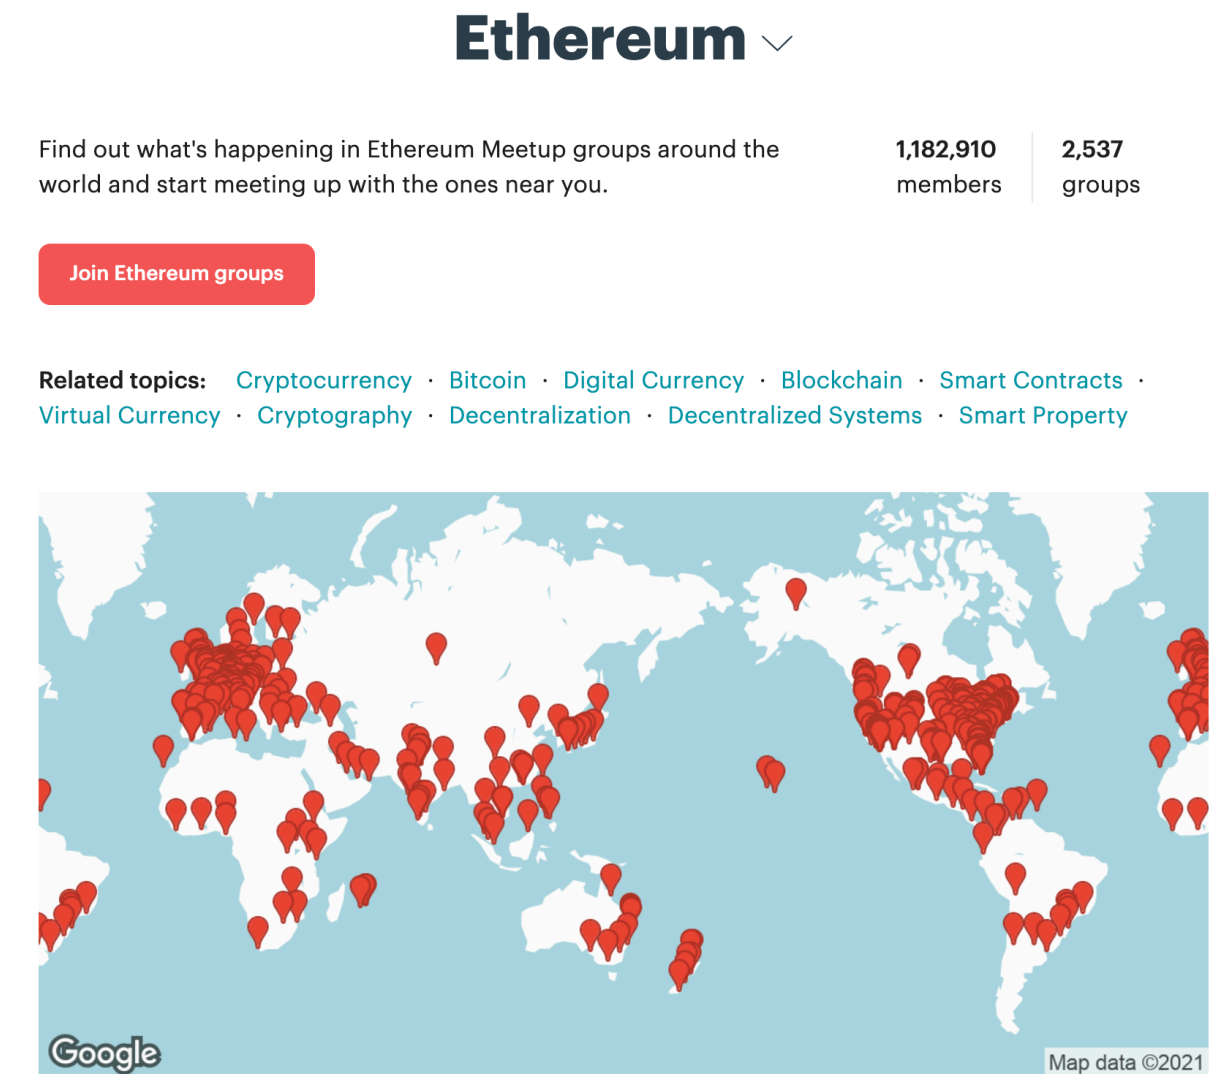 Ethereum
Find out what's happening in Ethereum Meetup groups around the
world and start meeting up with the ones near you.
1,182,910
members
2,537
groups
Join Ethereum groups
Related topics: Cryptocurrency · Bitcoin · Digital Currency · Blockchain · Smart Contracts ·
Virtual Currency · Cryptography · Decentralization · Decentralized Systems · Smart Property
Google
Map data ©2021